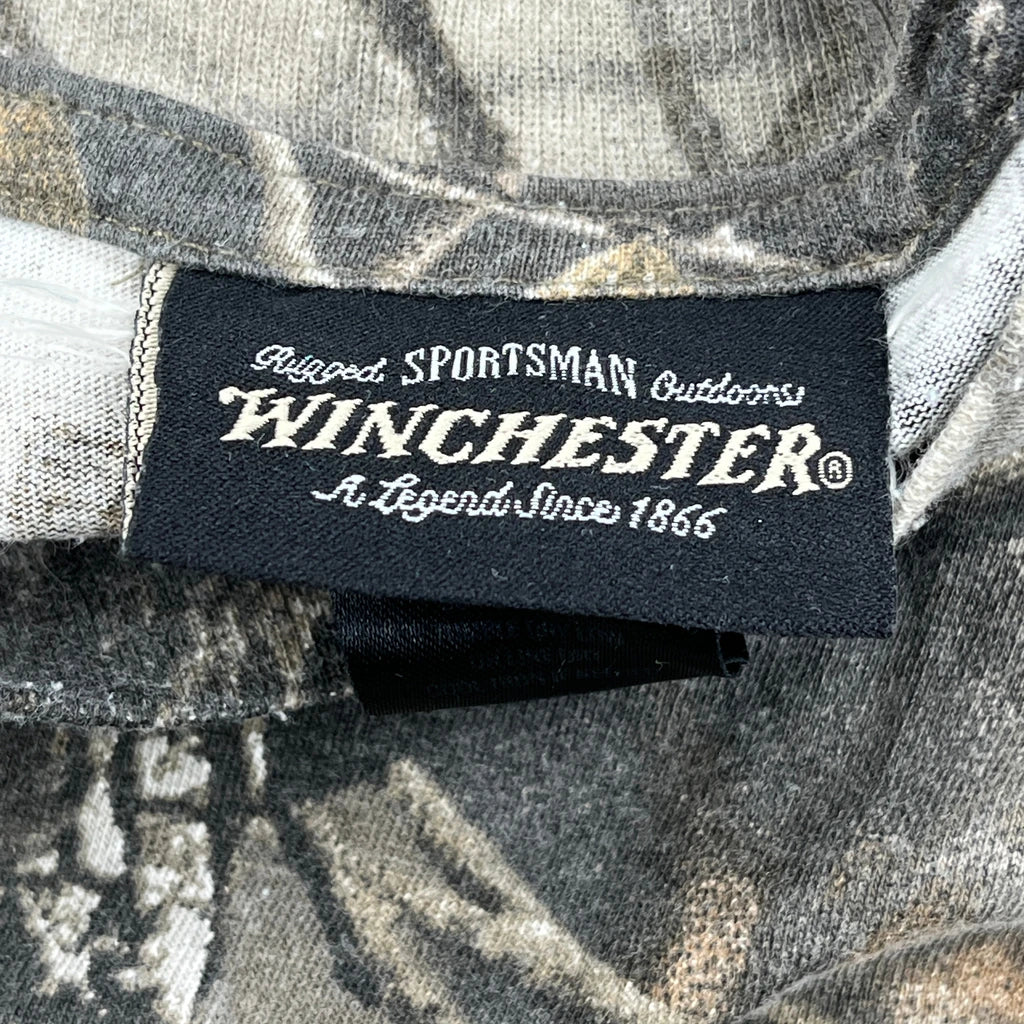 Rugged SPORTSMAN Outdoors
WINCHESTER®
A Legend Since 1866